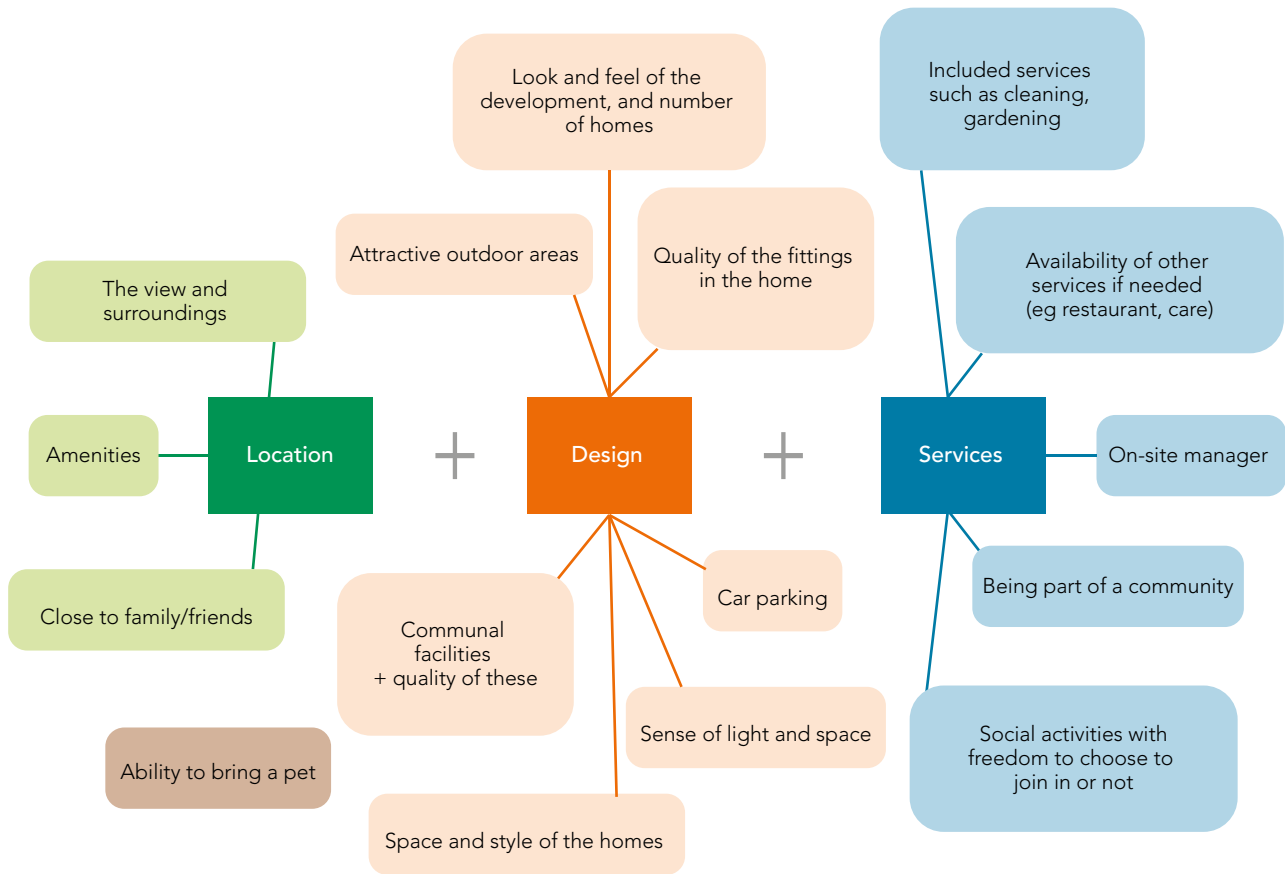 Look and feel of the
development, and number
of homes
Included services
such as cleaning,
gardening
Attractive outdoor areas
Quality of the fittings
in the home
Availability of other
services if needed
(eg restaurant, care)
The view and
surroundings
Amenities
Location
+
Design
+
Services
On-site manager
Close to family/friends
Communal
facilities
+ quality of these
Car parking
Being part of a community
Sense of light and space
Social activities with
freedom to choose to
join in or not
Ability to bring a pet
Space and style of the homes